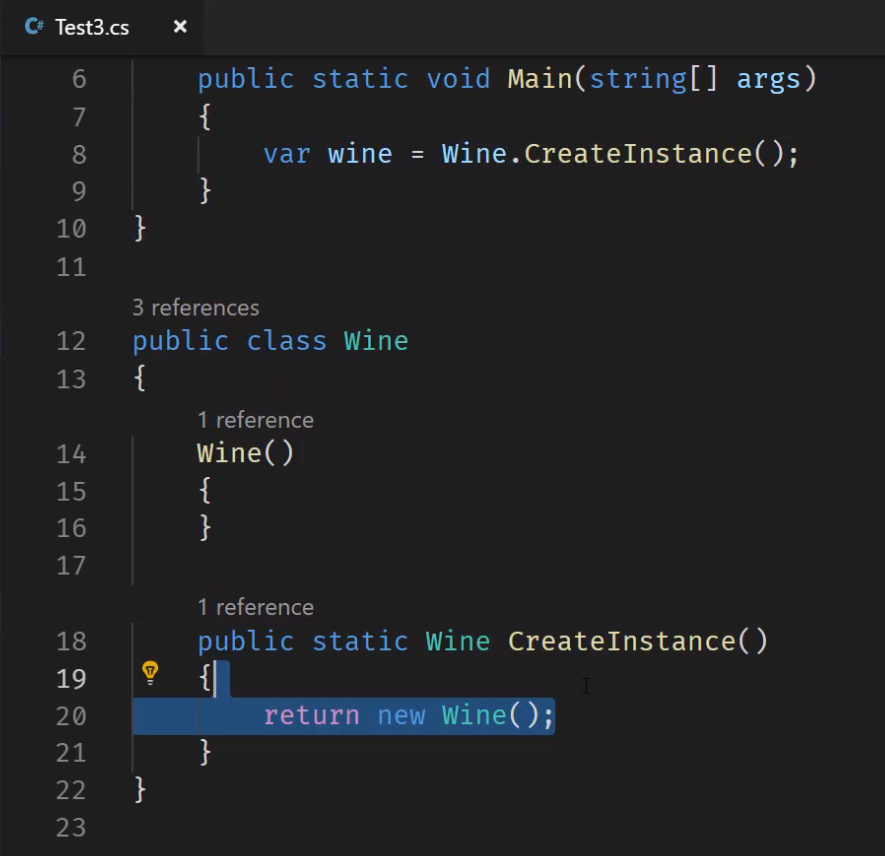 C# Test3.cs ×
6 public static void Main(string[] args)
7 {
8 var wine = Wine.CreateInstance();
9 }
10 }
11
3 references
12 public class Wine
13 {
1 reference
14 Wine()
15 {
16 }
17
1 reference
18 public static Wine CreateInstance()
19 {
20 return new Wine();
21 }
22 }
23